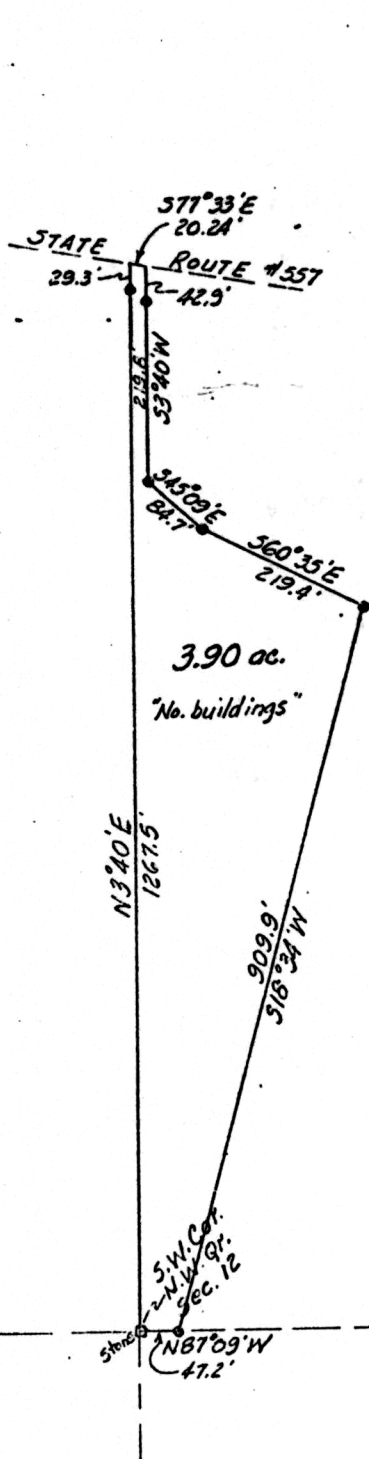 S77°33'E
20.24'
STATE ROUTE #557
29.3'
42.9'
219.6'
S3°40'W
S45°09'E
84.7'
S60°35'E
219.4'
3.90 ac.
"No. buildings"
N3°40'E
1267.5'
909.9'
S18°34'W
S.W. Cor.
N.W. Qr.
Sec. 12
Stone
N87°09'W
47.2'